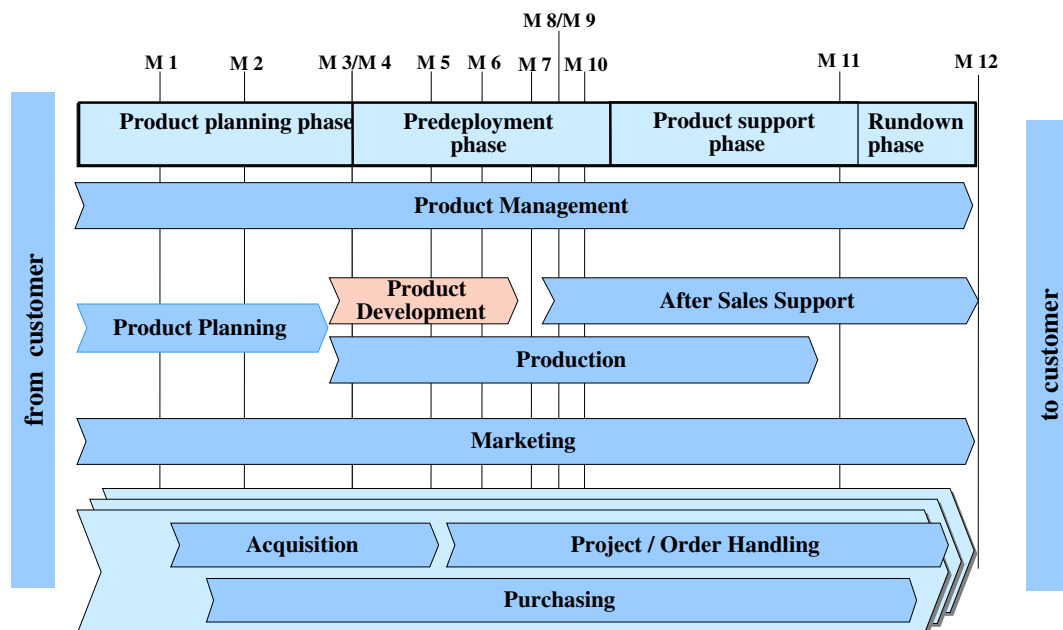 M 8/M 9
M 1
M 2
M 3/M 4
M 5
M 6
M 7
M 10
M 11
M 12
Product planning phase
Predeployment
phase
Product support
phase
Rundown
phase
Product Management
Product
Development
After Sales Support
Product Planning
Production
Marketing
Acquisition
Project / Order Handling
Purchasing
from customer
to customer